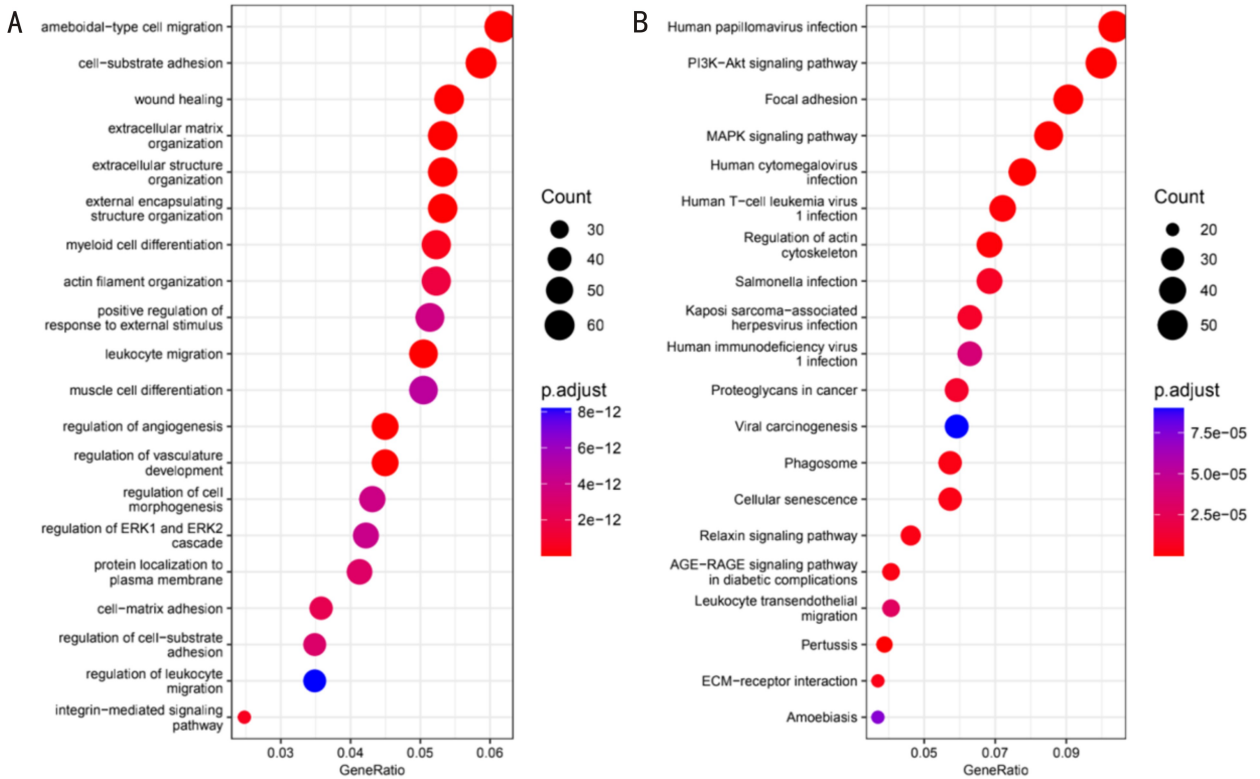 A
ameboidal-type cell migration
cell-substrate adhesion
wound healing
extracellular matrix
organization
extracellular structure
organization
external encapsulating
structure organization
myeloid cell differentiation
actin filament organization
positive regulation of
response to external stimulus
leukocyte migration
muscle cell differentiation
regulation of angiogenesis
regulation of vasculature
development
regulation of cell
morphogenesis
regulation of ERK1 and ERK2
cascade
protein localization to
plasma membrane
cell-matrix adhesion
regulation of cell-substrate
adhesion
regulation of leukocyte
migration
integrin-mediated signaling
pathway
0.03
0.04
0.05
0.06
GeneRatio
Count
30
40
50
60
p.adjust
8e-12
6e-12
4e-12
2e-12
B
Human papillomavirus infection
PI3K-Akt signaling pathway
Focal adhesion
MAPK signaling pathway
Human cytomegalovirus
infection
Human T-cell leukemia virus
1 infection
Regulation of actin
cytoskeleton
Salmonella infection
Kaposi sarcoma-associated
herpesvirus infection
Human immunodeficiency virus
1 infection
Proteoglycans in cancer
Viral carcinogenesis
Phagosome
Cellular senescence
Relaxin signaling pathway
AGE-RAGE signaling pathway
in diabetic complications
Leukocyte transendothelial
migration
Pertussis
ECM-receptor interaction
Amoebiasis
0.05
0.07
0.09
GeneRatio
Count
20
30
40
50
p.adjust
7.5e-05
5.0e-05
2.5e-05